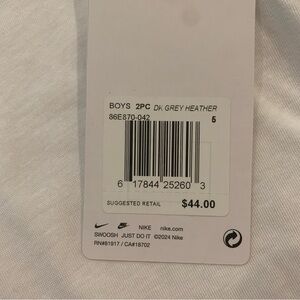 BOYS 2PC DK GREY HEATHER
86E870-042 5
6 17844 25260 3
SUGGESTED RETAIL $44.00
NIKE nike.com
SWOOSH JUST DO IT ©2024 Nike
RN#81917 / CA#18702